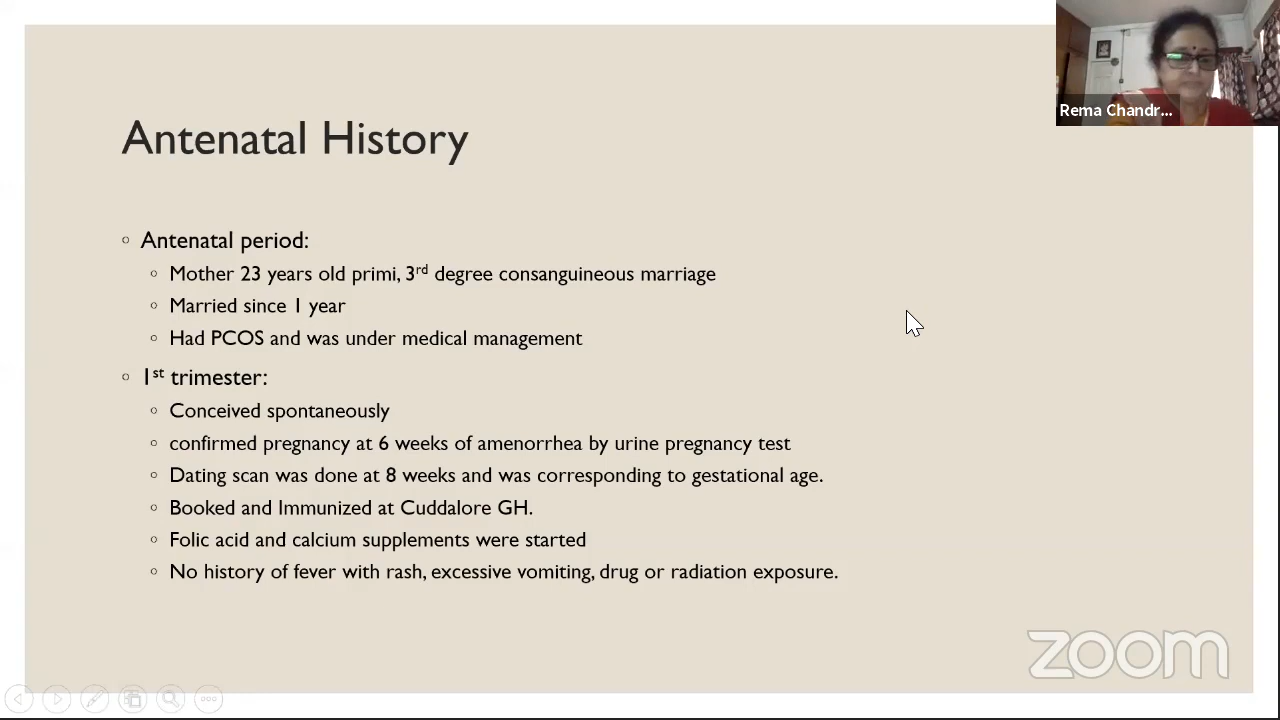 Rema Chandr...
Antenatal History
Antenatal period:
Mother 23 years old primi, 3rd degree consanguineous marriage
Married since 1 year
Had PCOS and was under medical management
1st trimester:
Conceived spontaneously
confirmed pregnancy at 6 weeks of amenorrhea by urine pregnancy test
Dating scan was done at 8 weeks and was corresponding to gestational age.
Booked and Immunized at Cuddalore GH.
Folic acid and calcium supplements were started
No history of fever with rash, excessive vomiting, drug or radiation exposure.
zoom